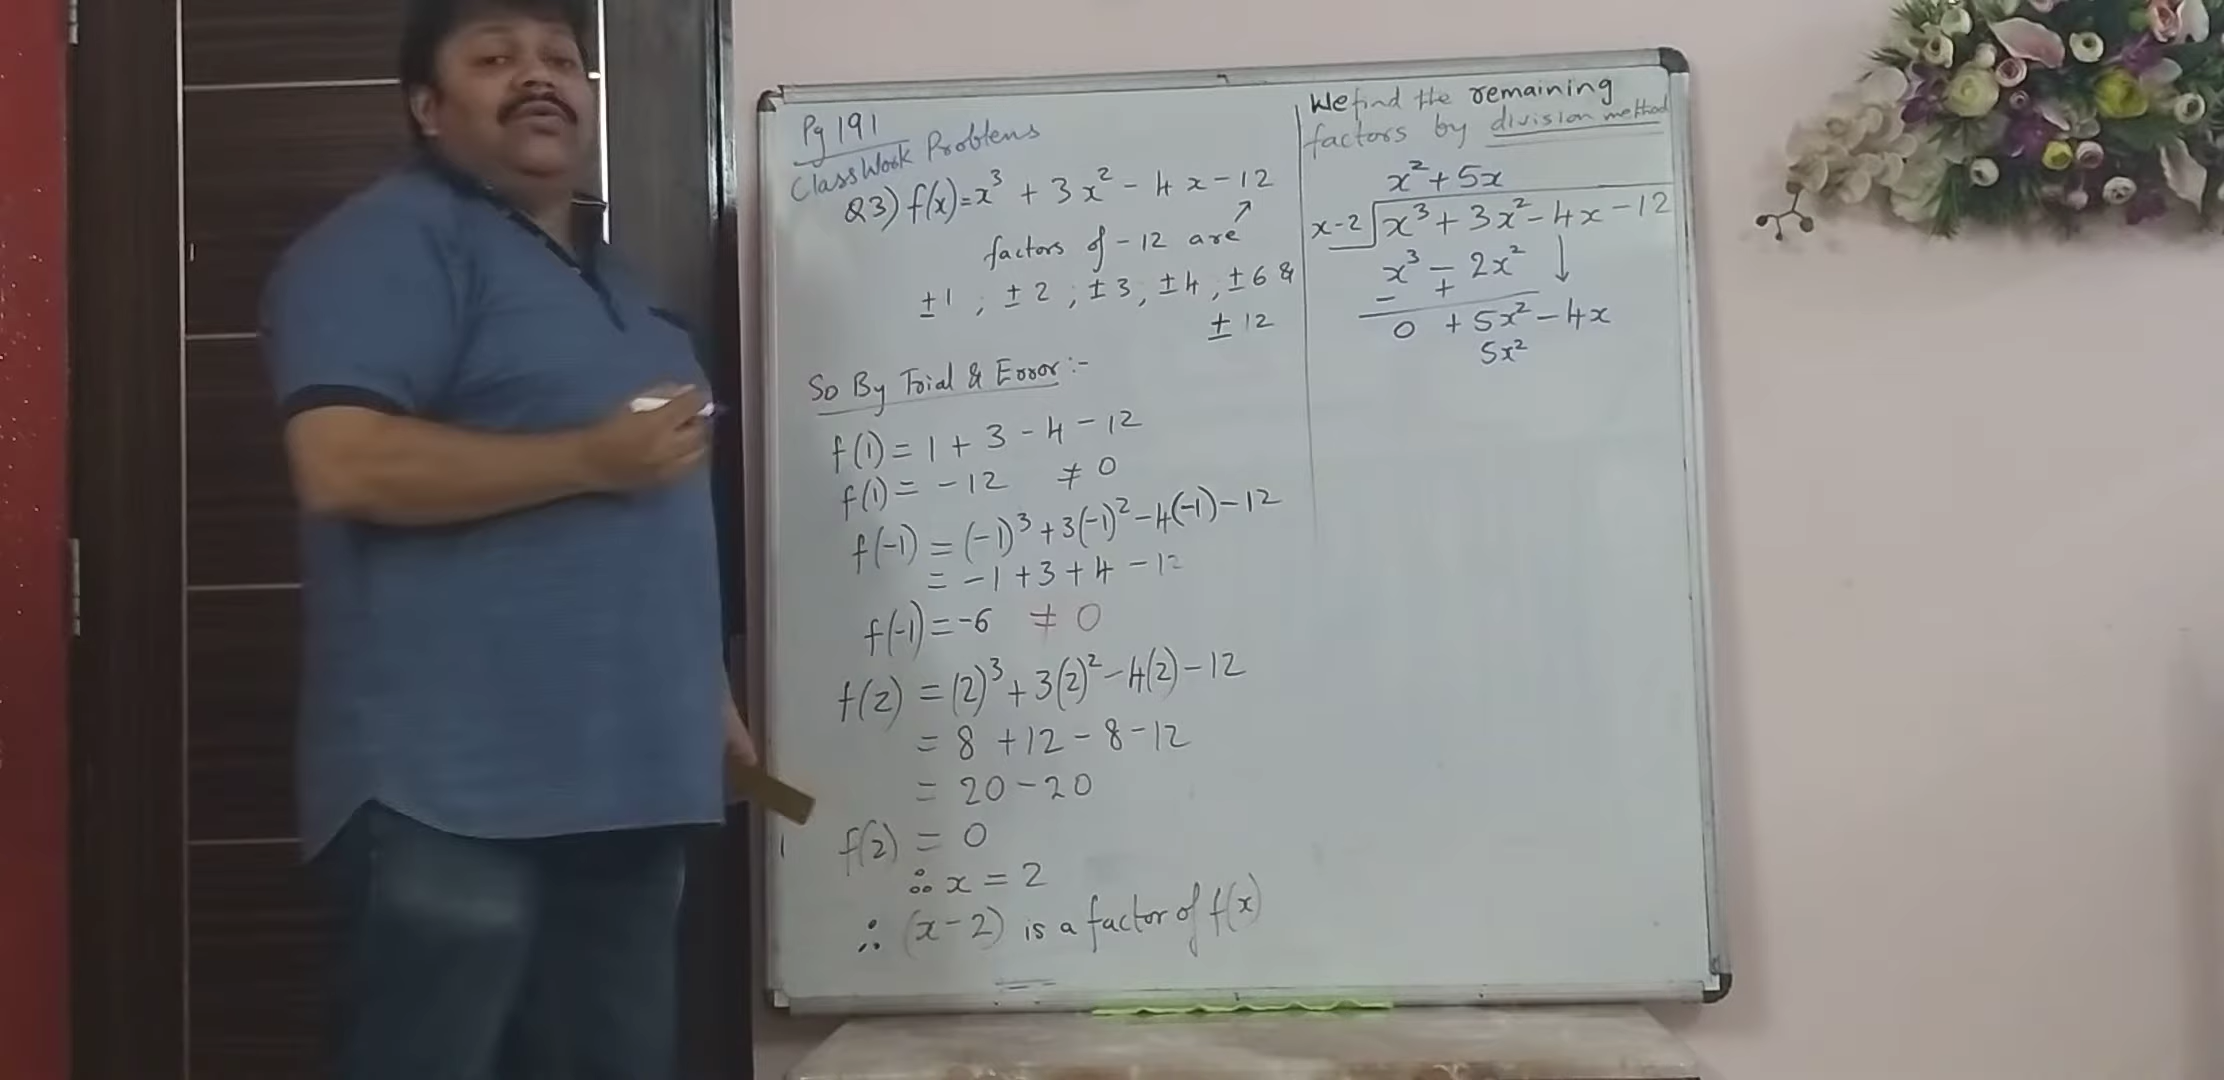 Pg 191
ClassWork Problems
Q3) f(x)=x³ + 3x² - 4x - 12
factors of -12 are
±1, ±2, ±3, ±4, ±6 &
±12
So By Trial & Error :-
f(1) = 1 + 3 - 4 - 12
f(1) = -12 ≠ 0
f(-1) = (-1)³ + 3(-1)² - 4(-1) - 12
= -1 + 3 + 4 - 12
f(-1) = -6 ≠ 0
f(2) = (2)³ + 3(2)² - 4(2) - 12
= 8 + 12 - 8 - 12
= 20 - 20
f(2) = 0
∴ x = 2
∴ (x-2) is a factor of f(x)
We find the remaining
factors by division method
x² + 5x
x-2 x³ + 3x² - 4x - 12
x³ - 2x²
- +
0 + 5x² - 4x
5x²